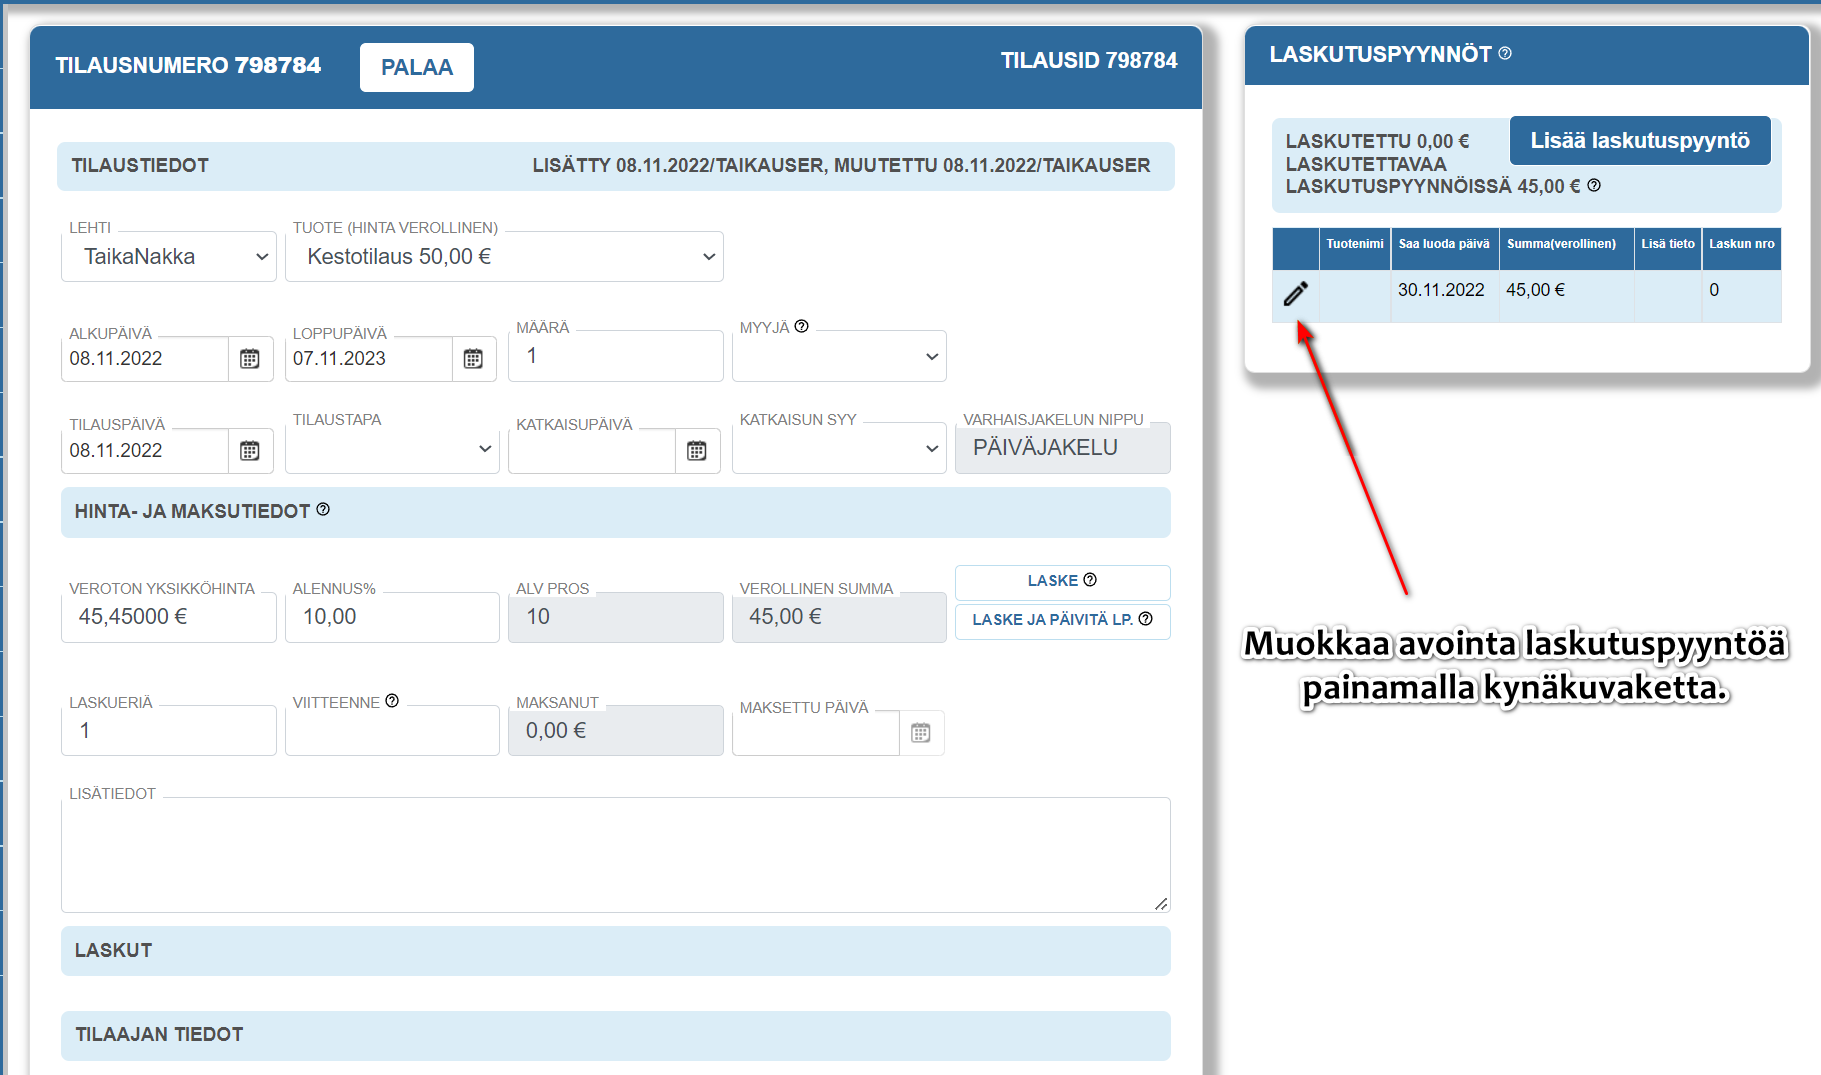 TILAUSNUMERO 798784
PALAA
TILAUSID 798784
TILAUSTIEDOT
LISÄTTY 08.11.2022/TAIKAUSER, MUUTETTU 08.11.2022/TAIKAUSER
LEHTI
TUOTE (HINTA VEROLLINEN)
TaikaNakka
Kestotilaus 50,00 €
ALKUPÄIVÄ
LOPPUPÄIVÄ
MÄÄRÄ
MYYJÄ
08.11.2022
07.11.2023
1
TILAUSPÄIVÄ
TILAUSTAPA
KATKAISUPÄIVÄ
KATKAISUN SYY
VARHAISJAKELUN NIPPU
08.11.2022
PÄIVÄJAKELU
HINTA- JA MAKSUTIEDOT
VEROTON YKSIKKÖHINTA
ALENNUS%
ALV PROS
VEROLLINEN SUMMA
45,45000 €
10,00
10
45,00 €
LASKE
LASKE JA PÄIVITÄ LP.
LASKUERIÄ
VIITTEENNE
MAKSANUT
MAKSETTU PÄIVÄ
1
0,00 €
LISÄTIEDOT
LASKUT
TILAAJAN TIEDOT
LASKUTUSPYYNNÖT
LASKUTETTU 0,00 €
LASKUTETTAVAA
LASKUTUSPYYNNÖISSÄ 45,00 €
Lisää laskutuspyyntö
Tuotenimi
Saa luoda päivä
Summa(verollinen)
Lisä tieto
Laskun nro
30.11.2022
45,00 €
0
Muokkaa avointa laskutuspyyntöä
painamalla kynäkuvaketta.